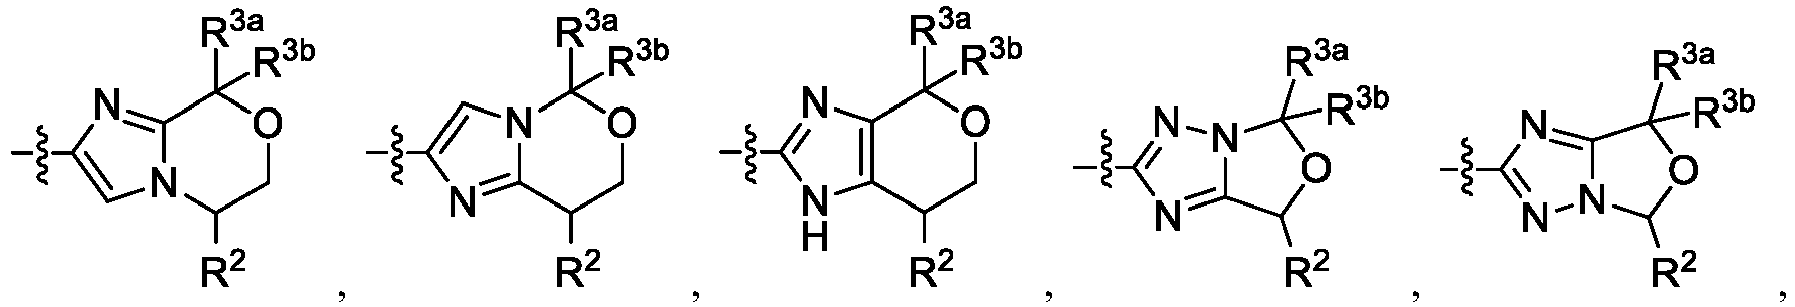 R3a R3b N O N R2 ,
R3a R3b N O N R2 ,
R3a R3b N O N H R2 ,
R3a R3b N N O N R2 ,
R3a R3b N O N N R2 ,